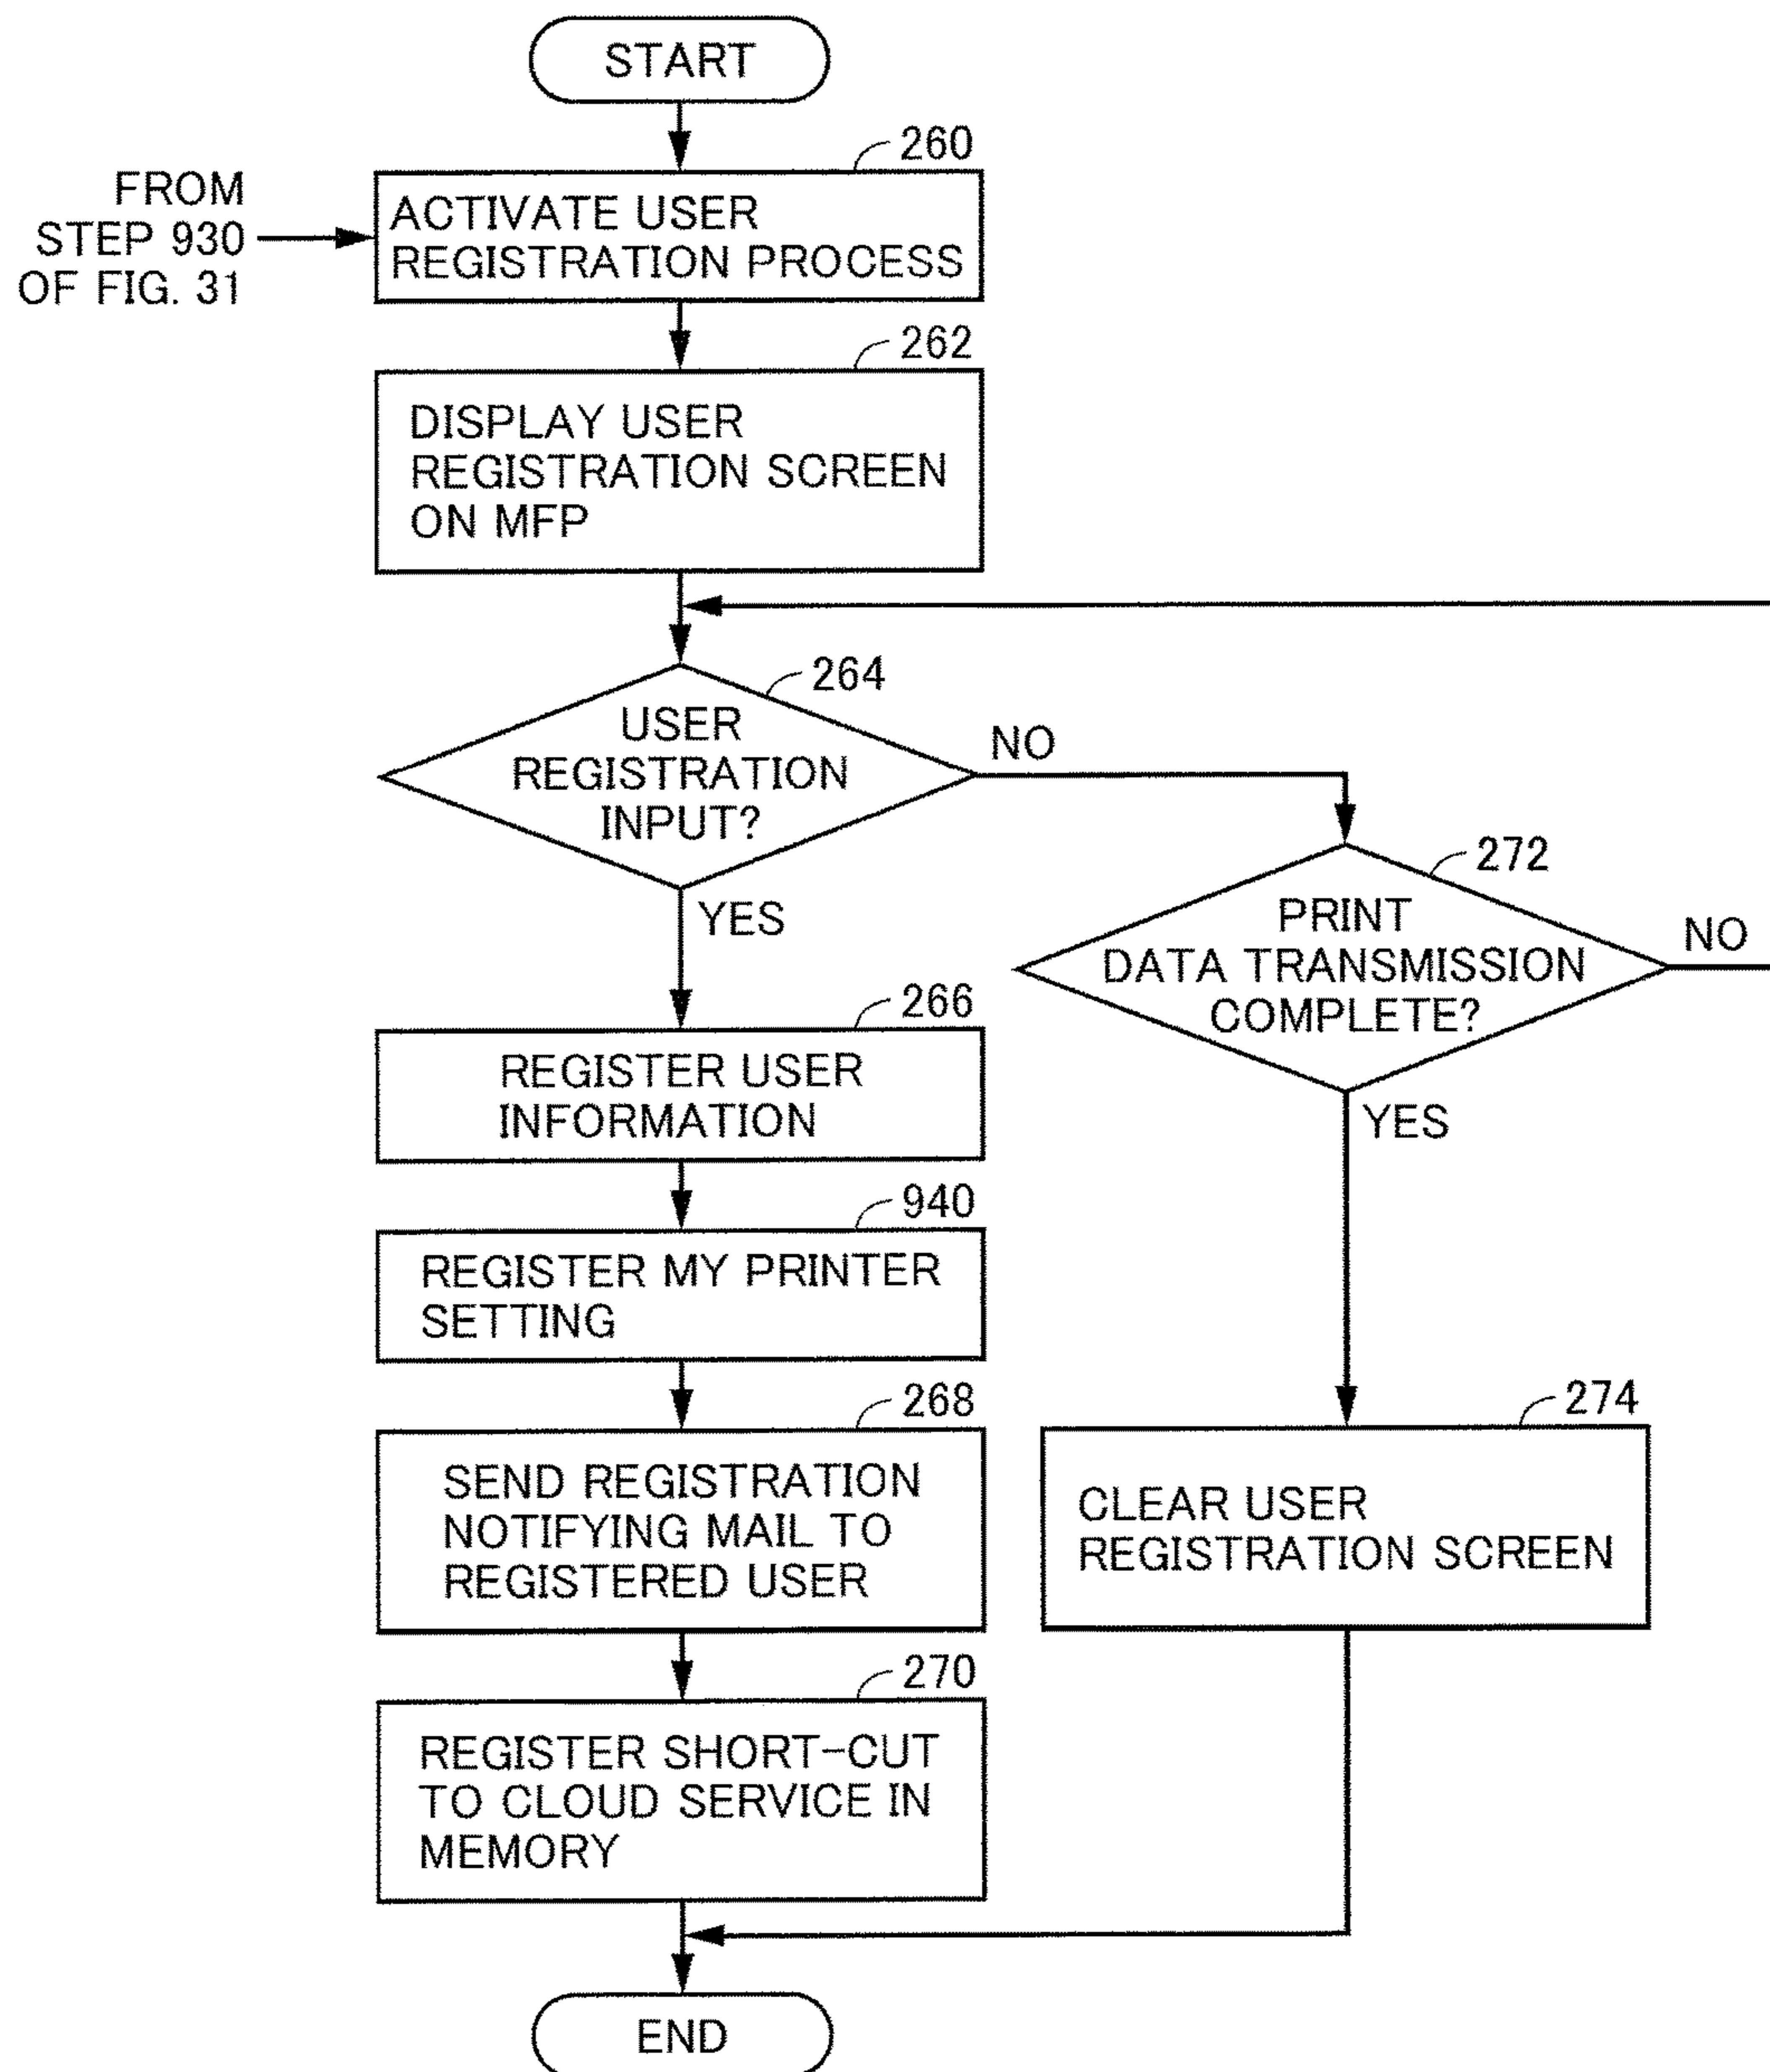 START
260
FROM
STEP 930
OF FIG. 31
ACTIVATE USER
REGISTRATION PROCESS
262
DISPLAY USER
REGISTRATION SCREEN
ON MFP
264
USER
REGISTRATION
INPUT?
NO
YES
272
PRINT
DATA TRANSMISSION
COMPLETE?
NO
YES
266
REGISTER USER
INFORMATION
940
REGISTER MY PRINTER
SETTING
268
SEND REGISTRATION
NOTIFYING MAIL TO
REGISTERED USER
274
CLEAR USER
REGISTRATION SCREEN
270
REGISTER SHORT-CUT
TO CLOUD SERVICE IN
MEMORY
END